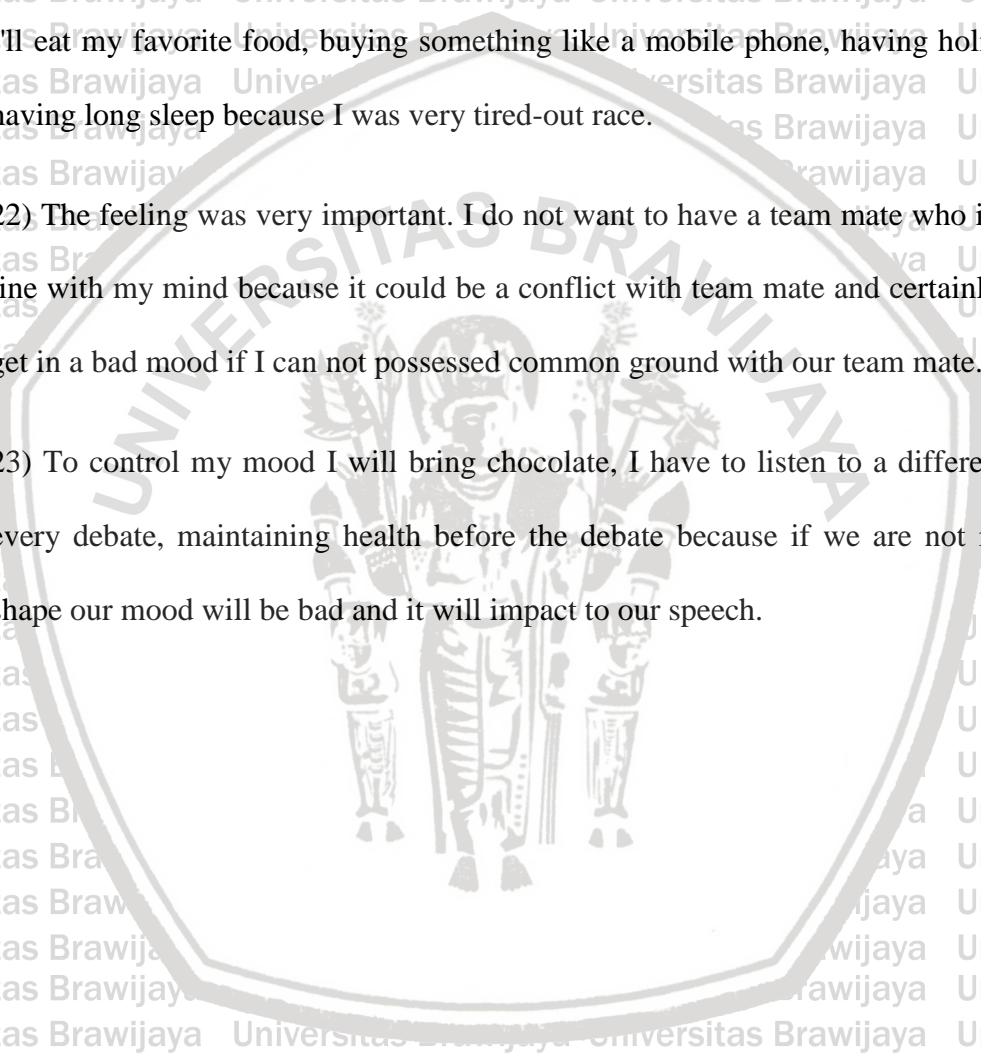 'll eat my favorite food, buying something like a mobile phone, having holi
having long sleep because I was very tired-out race.
22) The feeling was very important. I do not want to have a team mate who i
line with my mind because it could be a conflict with team mate and certainl
get in a bad mood if I can not possessed common ground with our team mate.
23) To control my mood I will bring chocolate, I have to listen to a differe
every debate, maintaining health before the debate because if we are not i
shape our mood will be bad and it will impact to our speech.
UNIVERSITAS BRAWIJAYA